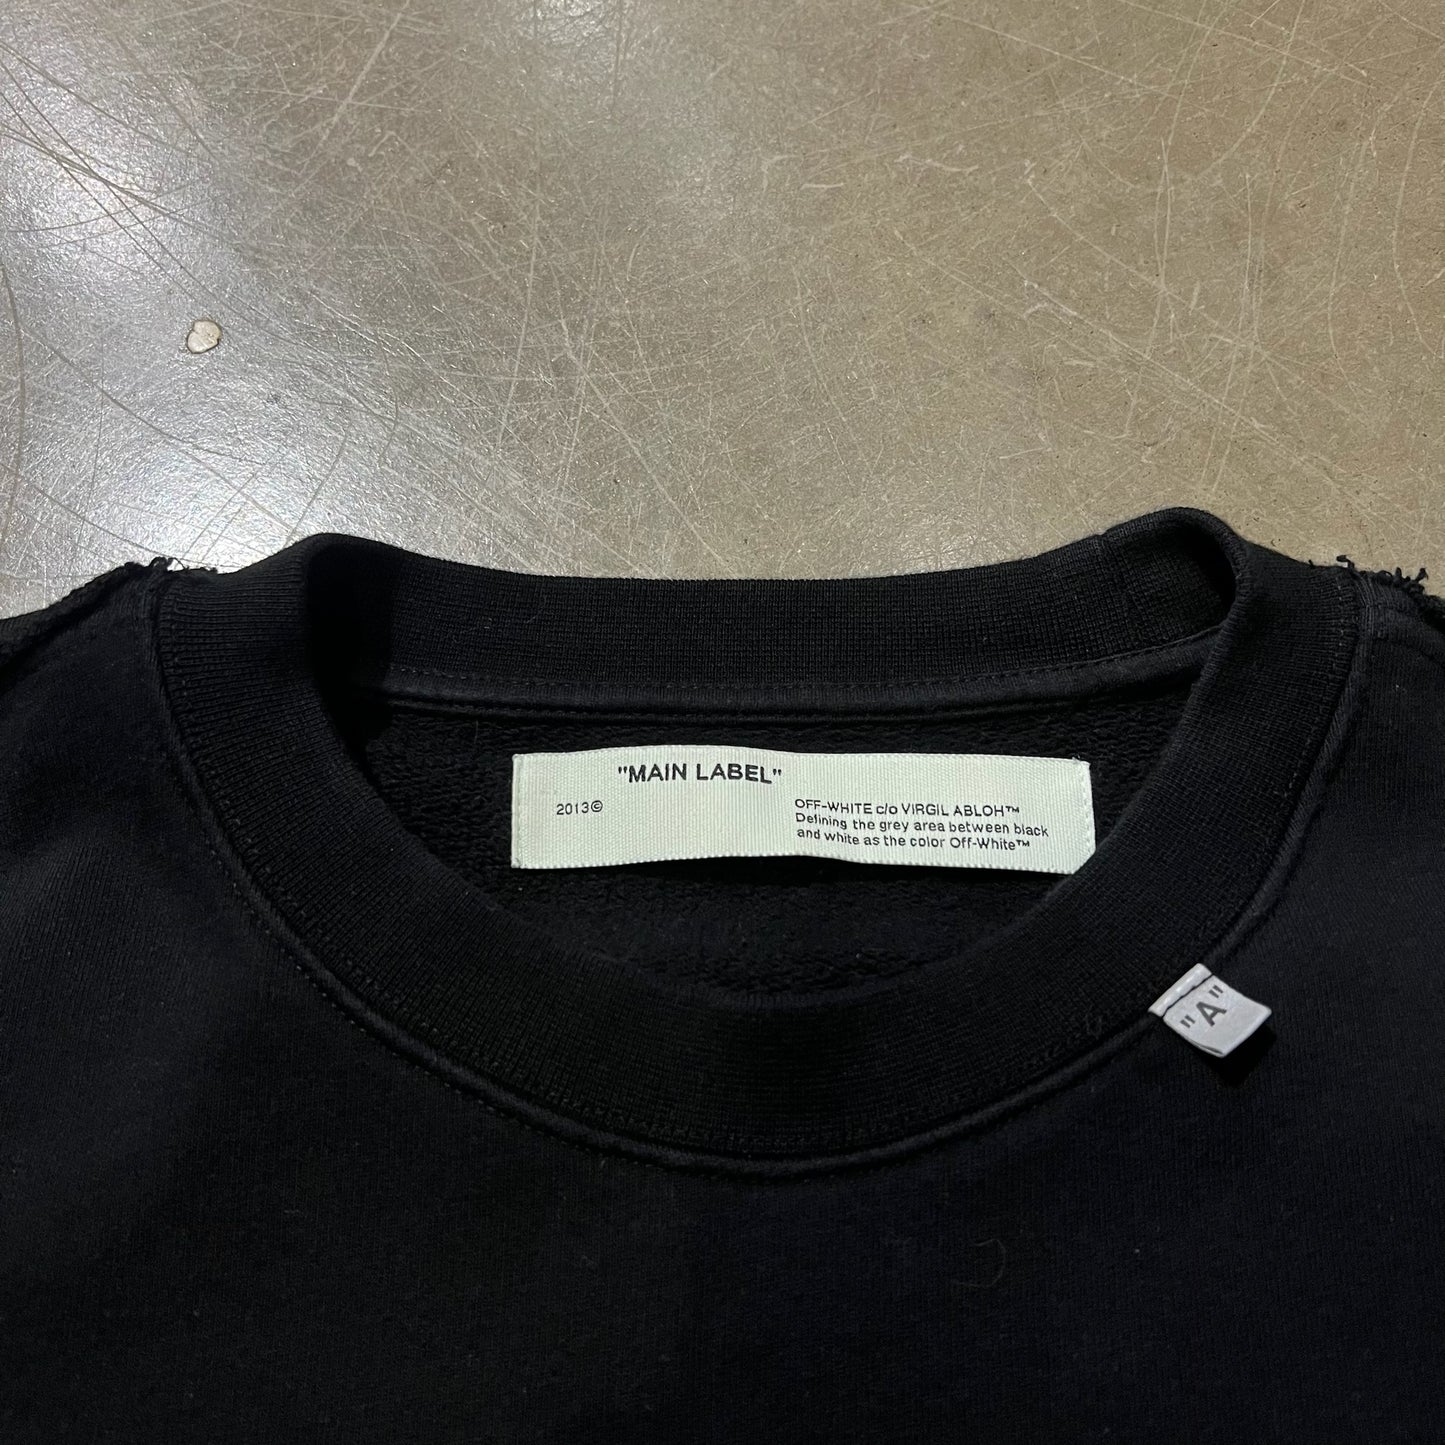 "MAIN LABEL"
2013©
OFF-WHITE c/o VIRGIL ABLOH™
Defining the grey area between black
and white as the color Off-White™
"A"